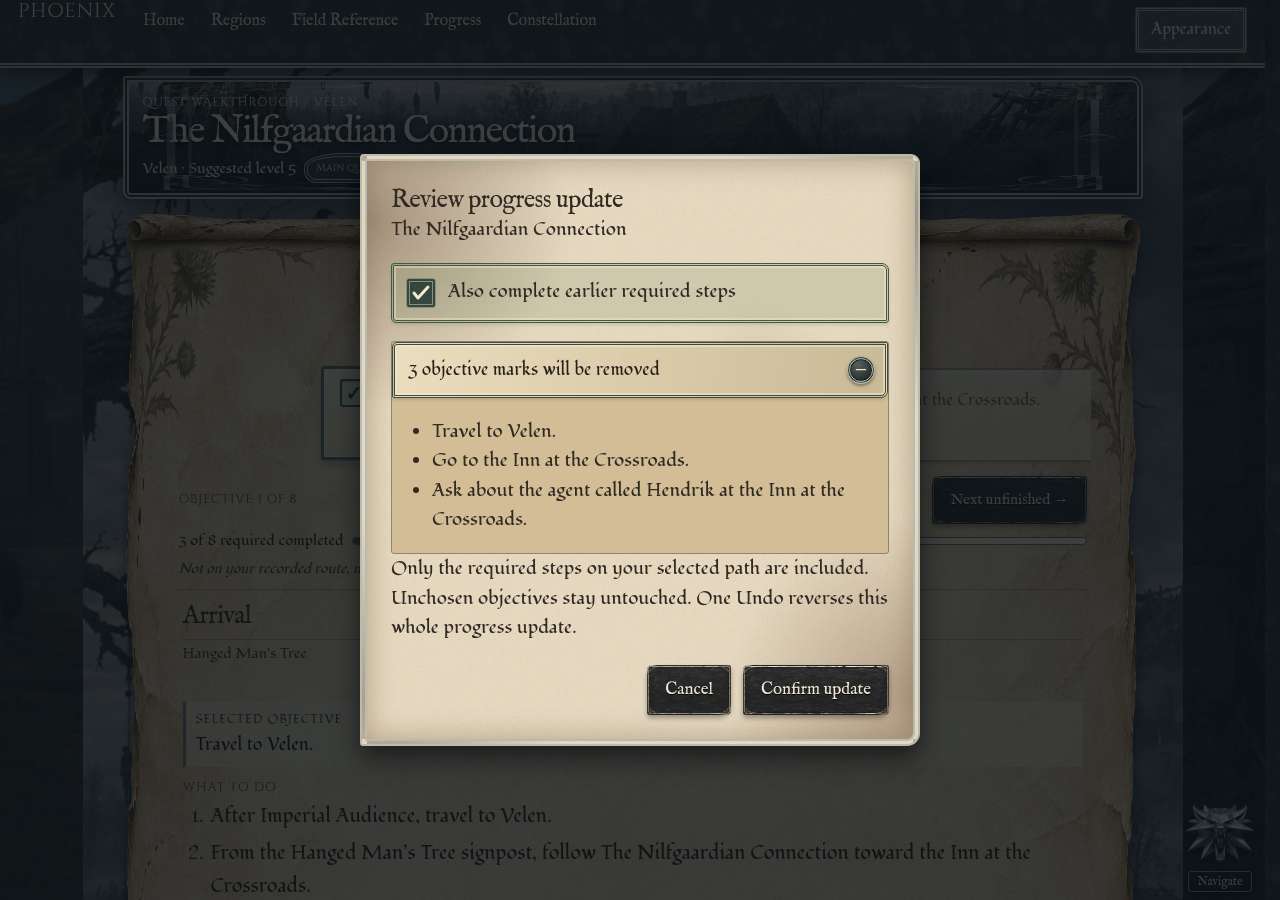 PHOENIX
Home
Regions
Field Reference
Progress
Constellation
Appearance
QUEST WALKTHROUGH / VELEN
The Nilfgaardian Connection
Velen · Suggested level 5
MAIN
Review progress update
The Nilfgaardian Connection
Also complete earlier required steps
3 objective marks will be removed
• Travel to Velen.
• Go to the Inn at the Crossroads.
• Ask about the agent called Hendrik at the Inn at the
Crossroads.
Only the required steps on your selected path are included.
Unchosen objectives stay untouched. One Undo reverses this
whole progress update.
Cancel
Confirm update
at the Crossroads.
OBJECTIVE 1 OF 8
Next unfinished →
3 of 8 required completed
Not on your recorded route,
Arrival
Hanged Man's Tree
SELECTED OBJECTIVE
Travel to Velen.
WHAT TO DO
1. After Imperial Audience, travel to Velen.
2. From the Hanged Man's Tree signpost, follow The Nilfgaardian Connection toward the Inn at the
Crossroads.
Navigate